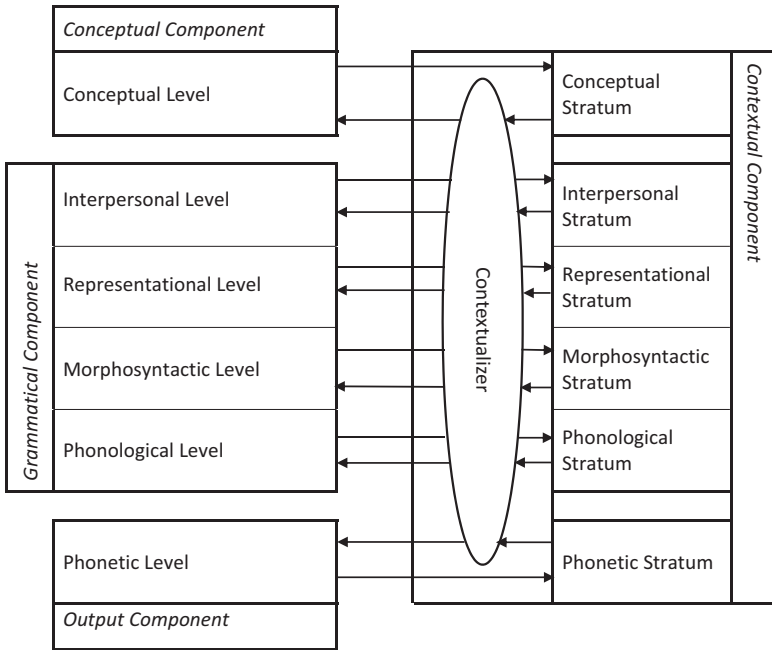 Conceptual Component
Conceptual Level
Grammatical Component
Interpersonal Level
Representational Level
Morphosyntactic Level
Phonological Level
Phonetic Level
Output Component
Contextualizer
Conceptual
Stratum
Interpersonal
Stratum
Representational
Stratum
Morphosyntactic
Stratum
Phonological
Stratum
Phonetic Stratum
Contextual Component